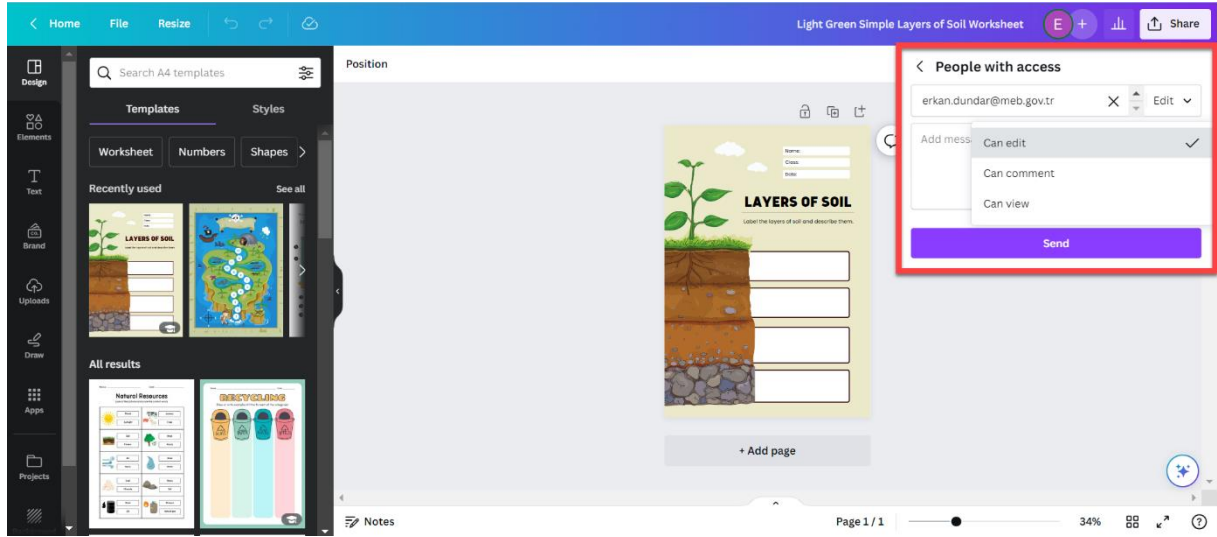 Home File Resize Light Green Simple Layers of Soil Worksheet E + Share
Design
Elements
Text
Brand
Uploads
Draw
Apps
Projects
Search A4 templates
Templates Styles
Worksheet Numbers Shapes
Recently used See all
LAYERS OF SOIL
All results
Natural Resources
RECYCLING
Position
Name:
Class:
Date:
LAYERS OF SOIL
Label the layers of soil and describe them.
+ Add page
Notes
Page 1 / 1
34%
People with access
erkan.dundar@meb.gov.tr Edit
Add mess
Can edit
Can comment
Can view
Send